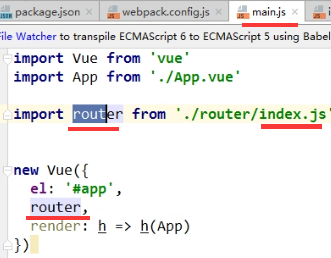 package.json × webpack.config.js × main.js ×
File Watcher to transpile ECMAScript 6 to ECMAScript 5 using Babel
import Vue from 'vue'
import App from './App.vue'
import router from './router/index.js'
new Vue({
el: '#app',
router,
render: h => h(App)
})